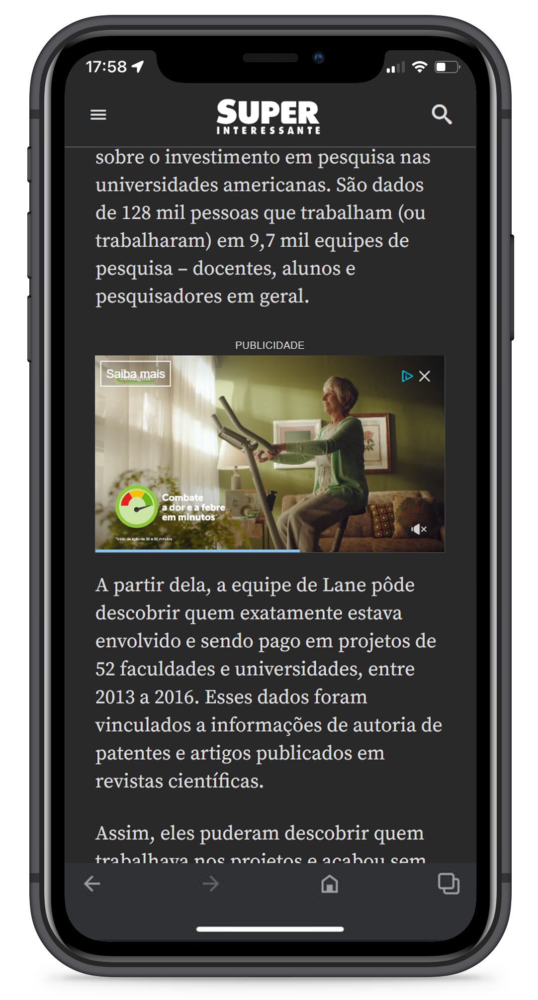 17:58
SUPER
INTERESSANTE
sobre o investimento em pesquisa nas
universidades americanas. São dados
de 128 mil pessoas que trabalham (ou
trabalharam) em 9,7 mil equipes de
pesquisa – docentes, alunos e
pesquisadores em geral.
PUBLICIDADE
Saiba mais
Novalgina
Combate
a dor e a febre
em minutos*
*Início de ação de 30 a 60 minutos.
A partir dela, a equipe de Lane pôde
descobrir quem exatamente estava
envolvido e sendo pago em projetos de
52 faculdades e universidades, entre
2013 a 2016. Esses dados foram
vinculados a informações de autoria de
patentes e artigos publicados em
revistas científicas.
Assim, eles puderam descobrir quem
trabalhava nos projetos e acabou sem